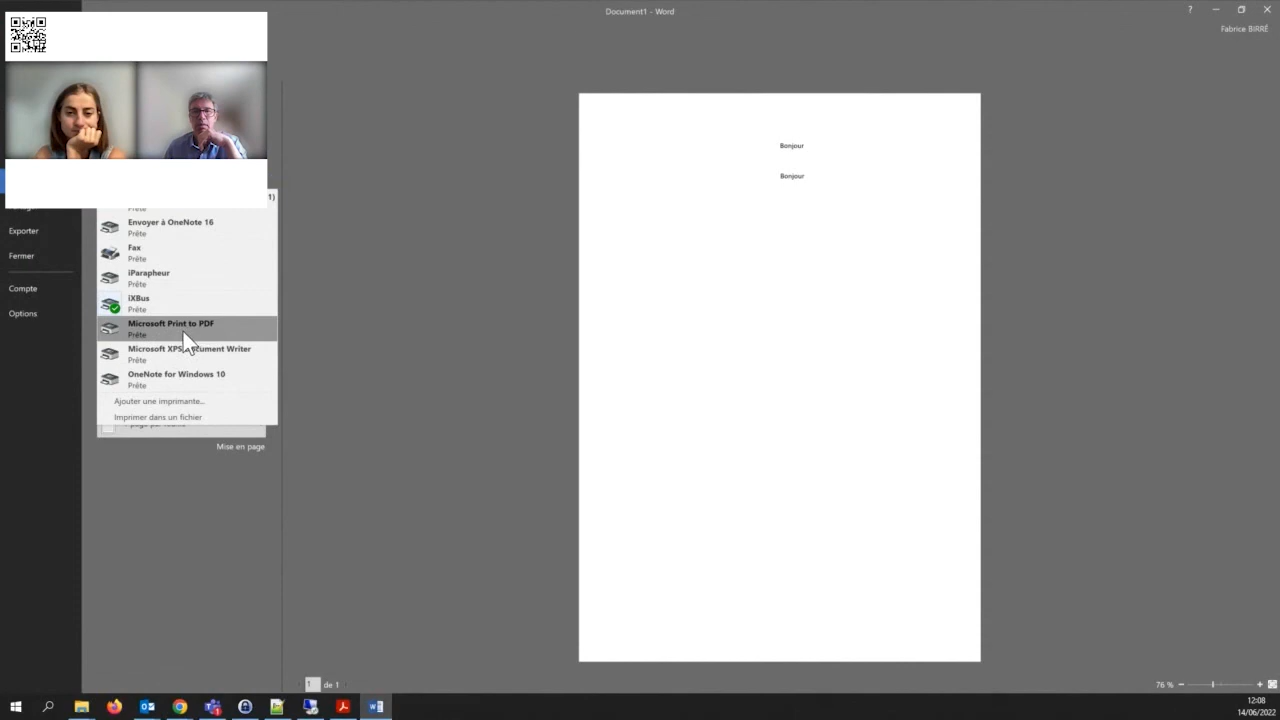 Document1 - Word
?
Fabrice BIRRÉ
Bonjour
Bonjour
1)
Prête
Envoyer à OneNote 16
Prête
Exporter
Fax
Prête
Fermer
iParapheur
Prête
Compte
iXBus
Prête
Options
Microsoft Print to PDF
Prête
Microsoft XPS Document Writer
Prête
OneNote for Windows 10
Prête
Ajouter une imprimante...
Imprimer dans un fichier
Mise en page
1 de 1
76 %
12:08
14/06/2022